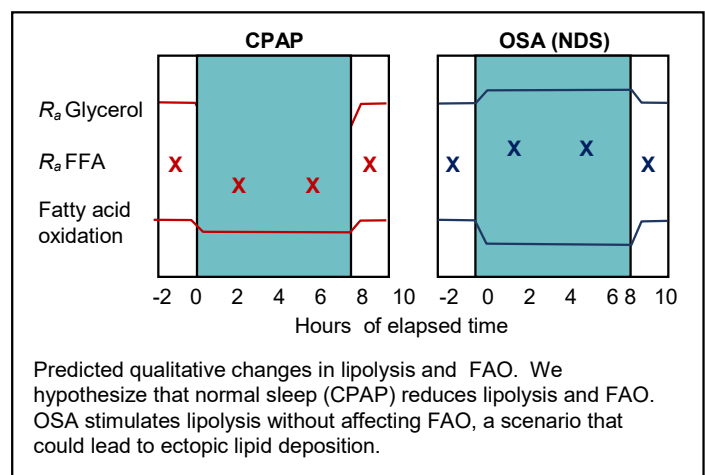 CPAP OSA (NDS)
Ra Glycerol
Ra FFA
X X X X X X X X
Fatty acid
oxidation
-2 0 2 4 6 8 10 -2 0 2 4 6 8 10
Hours of elapsed time
Predicted qualitative changes in lipolysis and FAO. We
hypothesize that normal sleep (CPAP) reduces lipolysis and FAO.
OSA stimulates lipolysis without affecting FAO, a scenario that
could lead to ectopic lipid deposition.